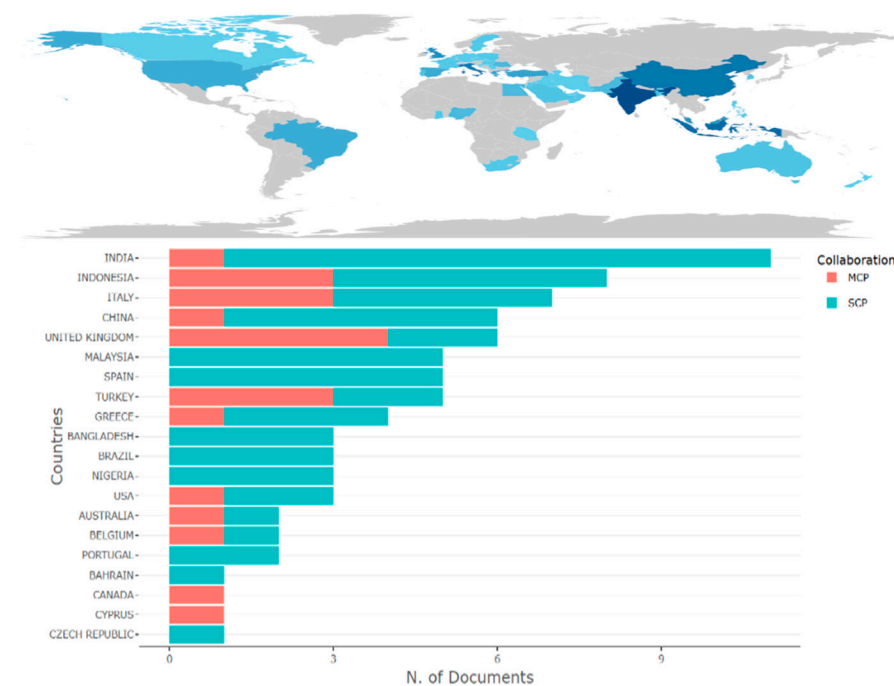 INDIA
INDONESIA
ITALY
CHINA
UNITED KINGDOM
MALAYSIA
SPAIN
TURKEY
GREECE
BANGLADESH
BRAZIL
NIGERIA
USA
AUSTRALIA
BELGIUM
PORTUGAL
BAHRAIN
CANADA
CYPRUS
CZECH REPUBLIC
Countries
0 3 6 9
N. of Documents
Collaboration
MCP
SCP